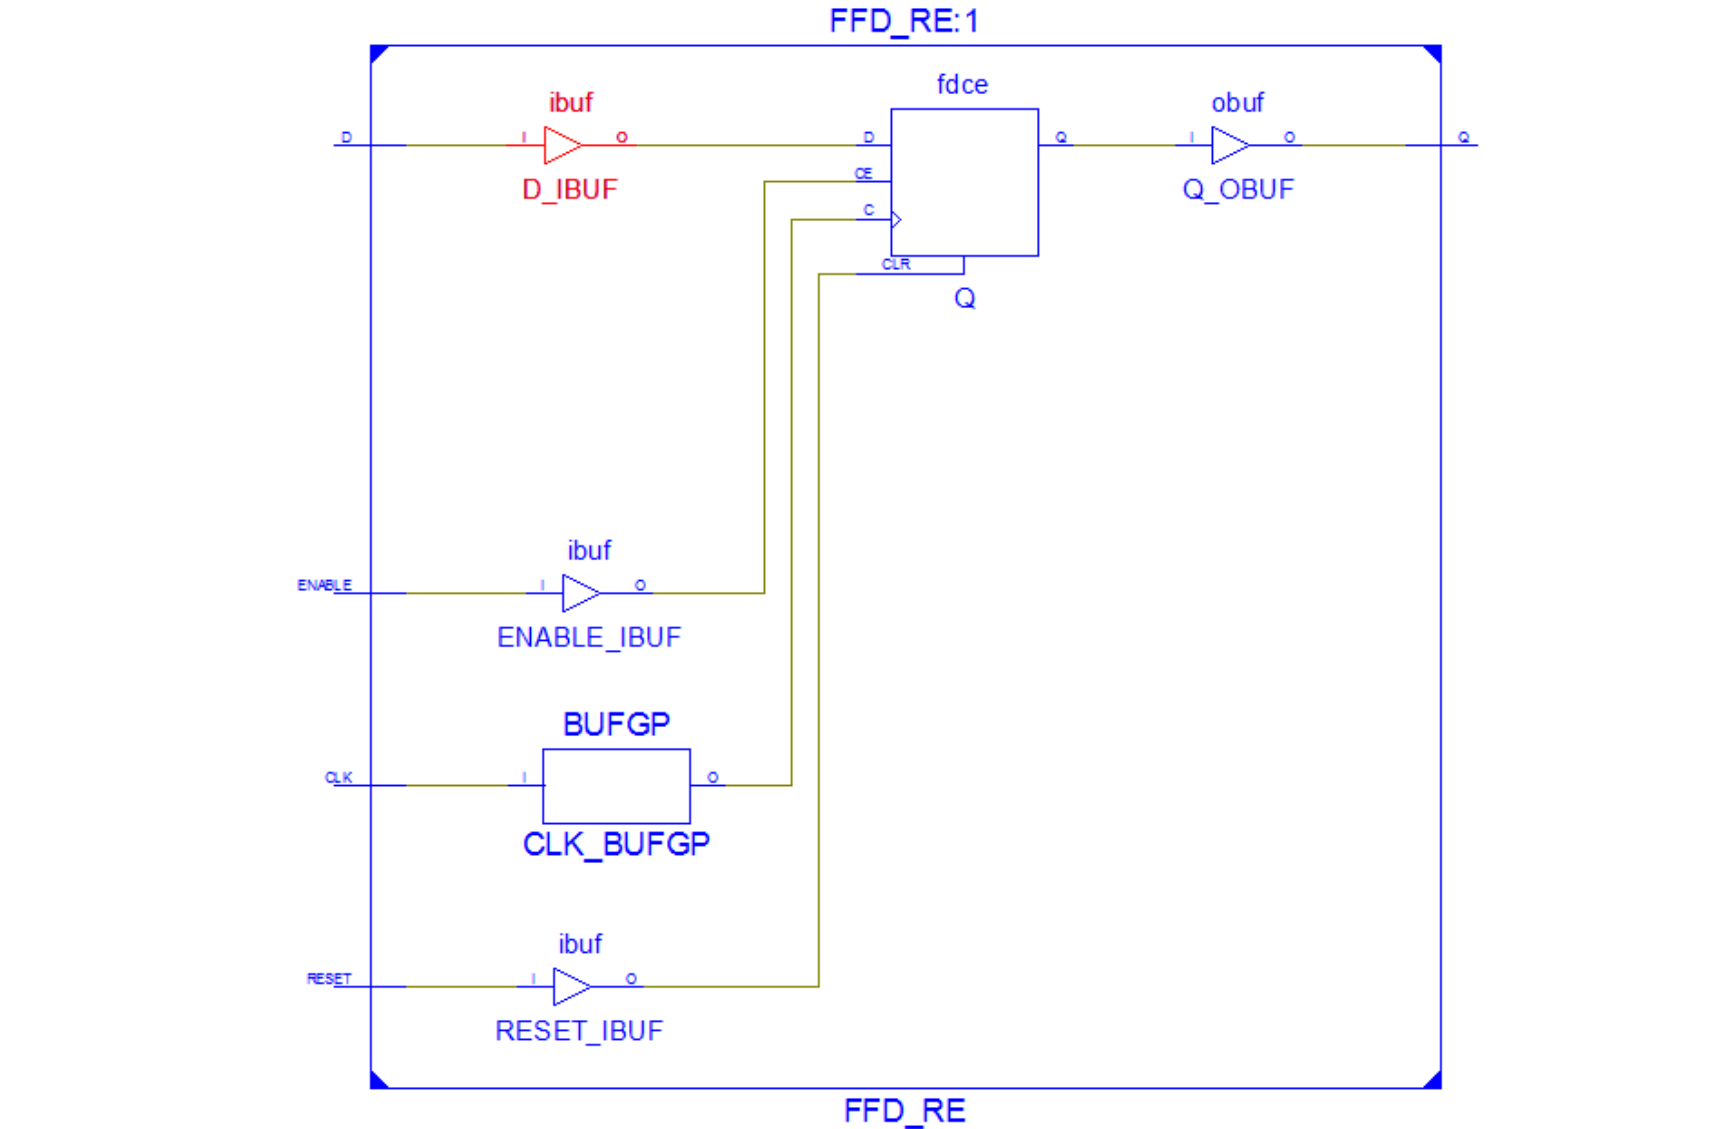 FFD_RE:1
fdce
ibuf
obuf
D
I
O
D
Q
I
O
Q
CE
D_IBUF
Q_OBUF
C
CLR
Q
ibuf
ENABLE
I
O
ENABLE_IBUF
BUFGP
CLK
I
O
CLK_BUFGP
ibuf
RESET
I
O
RESET_IBUF
FFD_RE